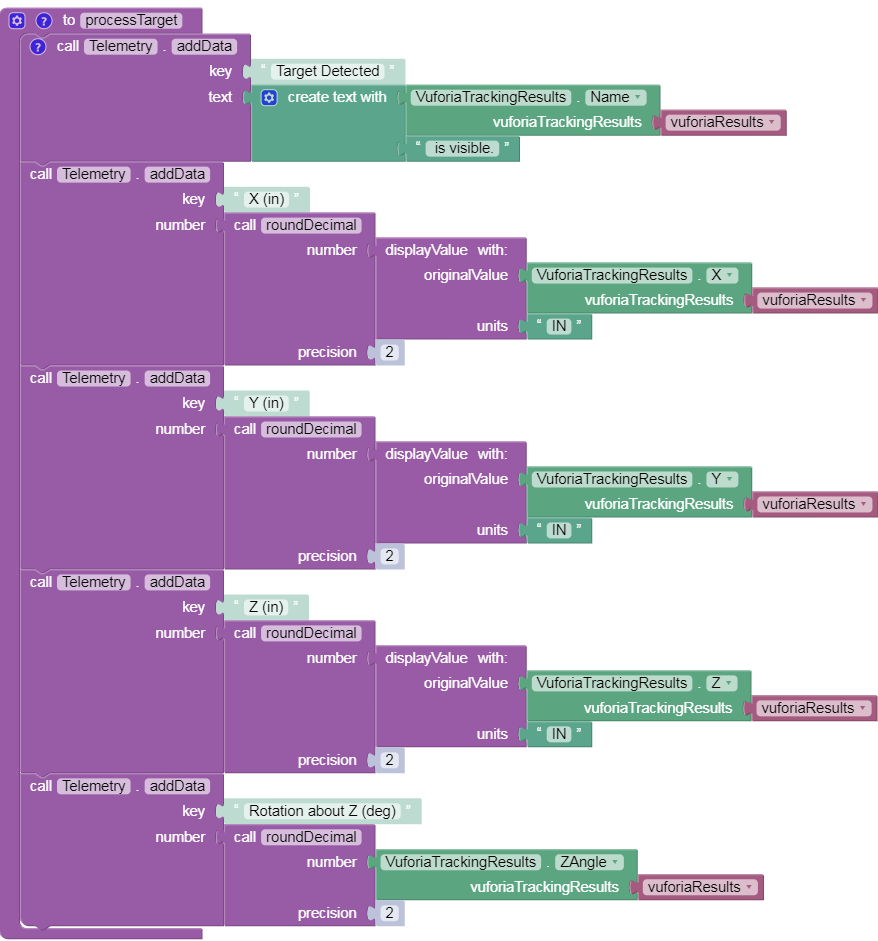 ? to processTarget
? call Telemetry . addData
key “ Target Detected ”
text create text with VuforiaTrackingResults . Name
vuforiaTrackingResults vuforiaResults
“ is visible. ”
call Telemetry . addData
key “ X (in) ”
number call roundDecimal
number displayValue with:
originalValue VuforiaTrackingResults . X
vuforiaTrackingResults vuforiaResults
units “ IN ”
precision 2
call Telemetry . addData
key “ Y (in) ”
number call roundDecimal
number displayValue with:
originalValue VuforiaTrackingResults . Y
vuforiaTrackingResults vuforiaResults
units “ IN ”
precision 2
call Telemetry . addData
key “ Z (in) ”
number call roundDecimal
number displayValue with:
originalValue VuforiaTrackingResults . Z
vuforiaTrackingResults vuforiaResults
units “ IN ”
precision 2
call Telemetry . addData
key “ Rotation about Z (deg) ”
number call roundDecimal
number VuforiaTrackingResults . ZAngle
vuforiaTrackingResults vuforiaResults
precision 2